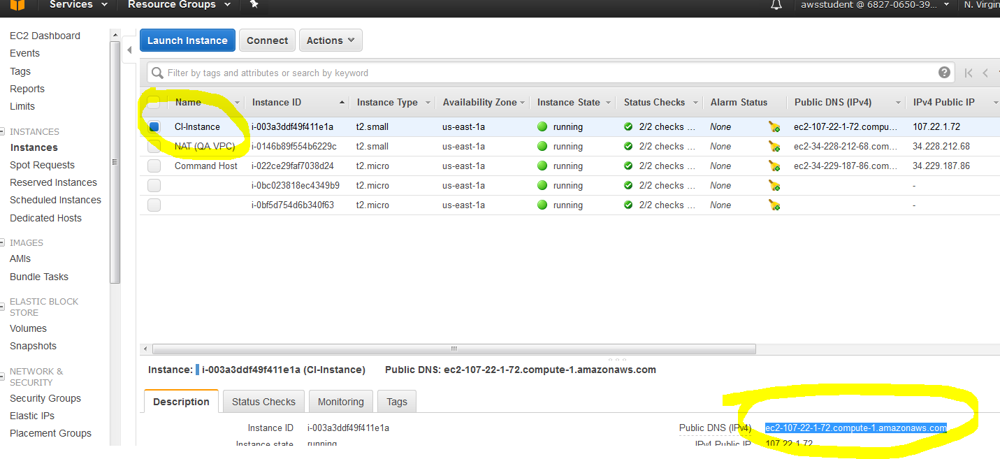 Services Resource Groups awsstudent @ 6827-0650-39... N. Virgin
EC2 Dashboard
Events
Tags
Reports
Limits
INSTANCES
Instances
Spot Requests
Reserved Instances
Scheduled Instances
Dedicated Hosts
IMAGES
AMIs
Bundle Tasks
ELASTIC BLOCK
STORE
Volumes
Snapshots
NETWORK &
SECURITY
Security Groups
Elastic IPs
Placement Groups
Launch Instance Connect Actions
Filter by tags and attributes or search by keyword
Name Instance ID Instance Type Availability Zone Instance State Status Checks Alarm Status Public DNS (IPv4) IPv4 Public IP
CI-Instance i-003a3ddf49f411e1a t2.small us-east-1a running 2/2 checks ... None ec2-107-22-1-72.compu... 107.22.1.72
NAT (QA VPC) i-0146b89f554b6229c t2.small us-east-1a running 2/2 checks ... None ec2-34-228-212-68.com... 34.228.212.68
Command Host i-022ce29faf7038d24 t2.micro us-east-1a running 2/2 checks ... None ec2-34-229-187-86.com... 34.229.187.86
i-0bc023818ec4349b9 t2.micro us-east-1a running 2/2 checks ... None -
i-0bf5d754d6b340f63 t2.micro us-east-1a running 2/2 checks ... None -
Instance: i-003a3ddf49f411e1a (CI-Instance) Public DNS: ec2-107-22-1-72.compute-1.amazonaws.com
Description Status Checks Monitoring Tags
Instance ID i-003a3ddf49f411e1a Public DNS (IPv4) ec2-107-22-1-72.compute-1.amazonaws.com
Instance state running IPv4 Public IP 107.22.1.72